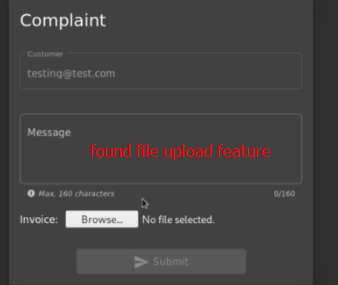 Complaint
Customer
testing@test.com
Message
found file upload feature
Max. 160 characters
0/160
Invoice: Browse... No file selected.
Submit